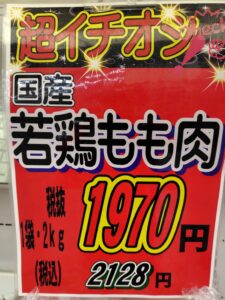 超イチオシ
国産
若鶏もも肉
税抜
1袋・2kg
1970円
(税込)
2128円